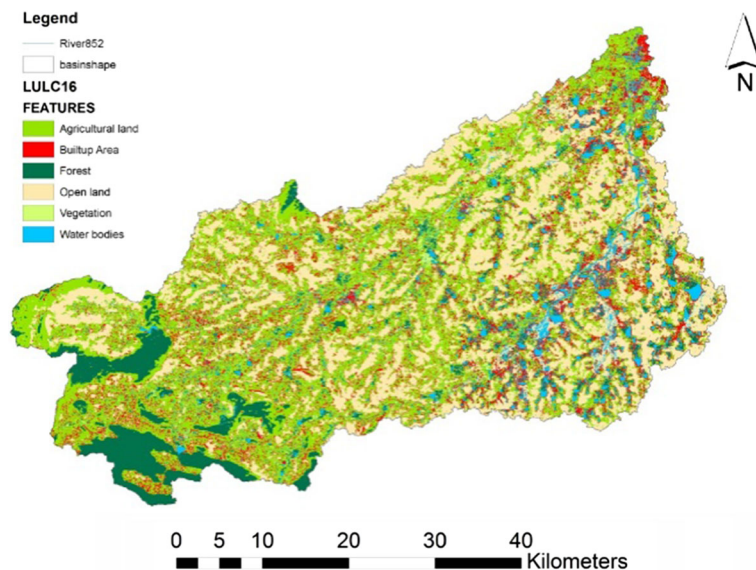 Legend
River852
basinshape
LULC16
FEATURES
Agricultural land
Builtup Area
Forest
Open land
Vegetation
Water bodies
N
0 5 10 20 30 40
Kilometers